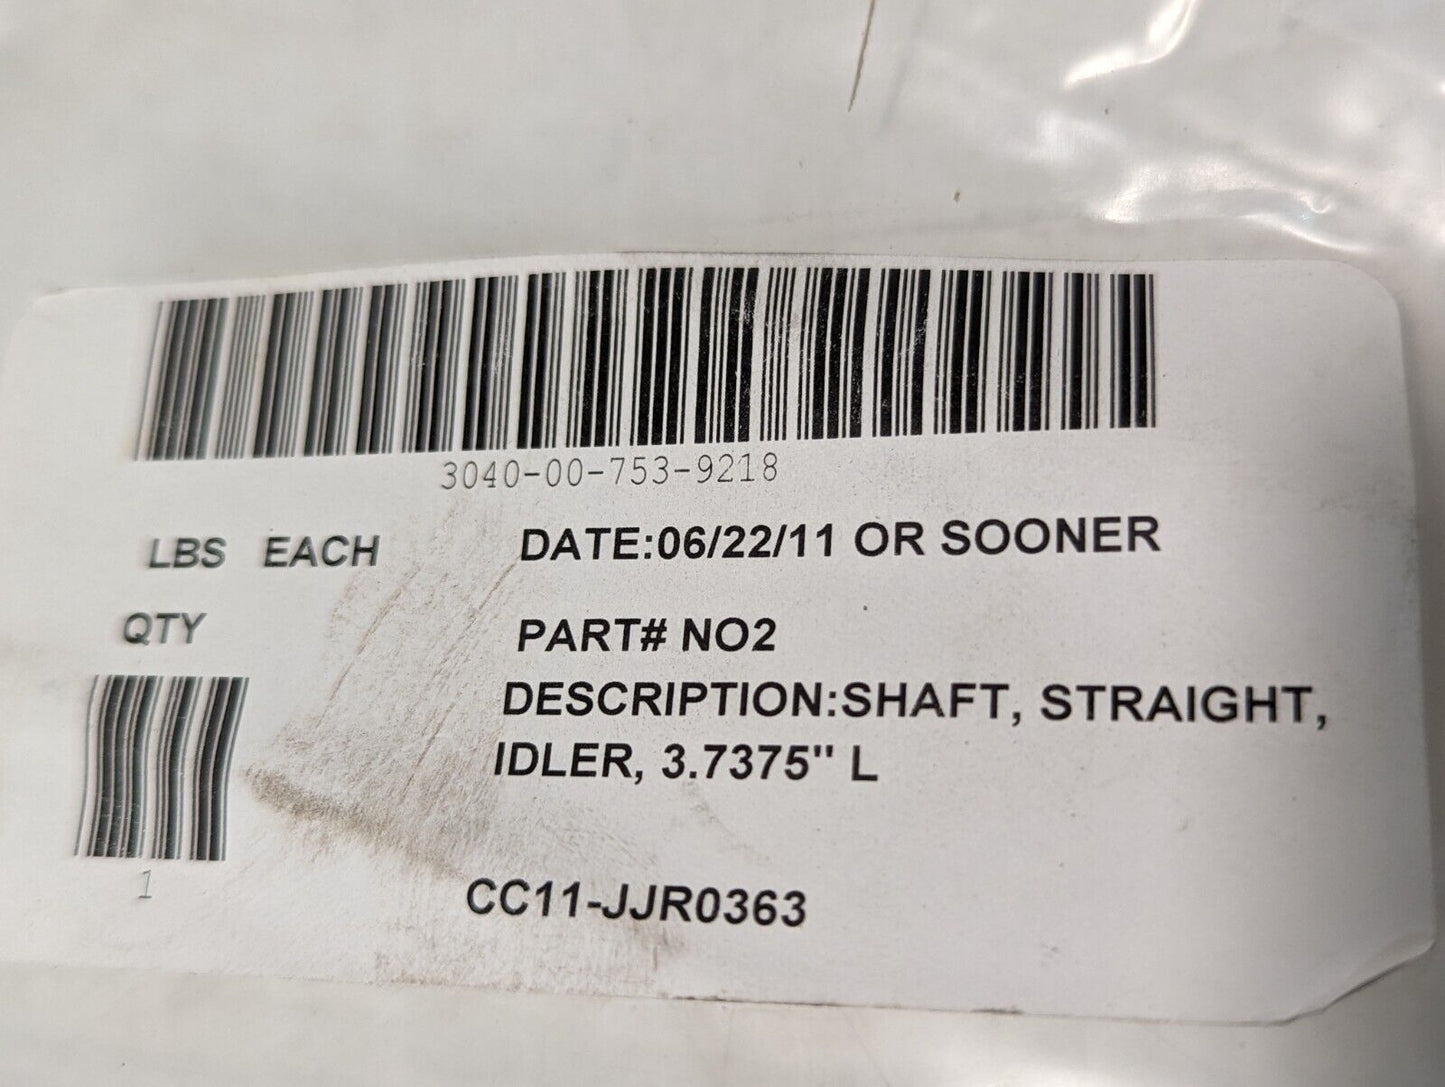 3040-00-753-9218
LBS EACH
DATE:06/22/11 OR SOONER
QTY
PART# NO2
DESCRIPTION:SHAFT, STRAIGHT,
IDLER, 3.7375" L
1
CC11-JJR0363